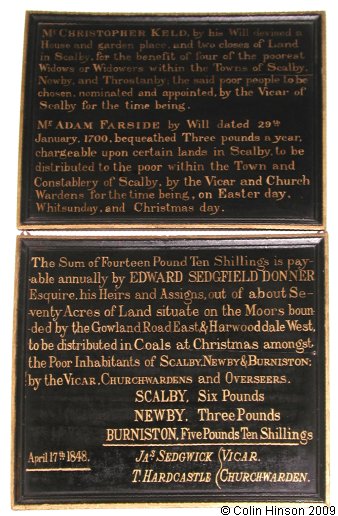 Mr CHRISTOPHER KELD, by his Will devised a
House and garden place, and two closes of Land
in Scalby, for the benefit of four of the poorest
Widows or Widowers within the Towns of Scalby,
Newby, and Throstanby; the said poor people to be
chosen, nominated and appointed, by the Vicar of
Scalby for the time being.
Mr ADAM FARSIDE by Will dated 29th
January, 1700, bequeathed Three pounds a year,
chargeable upon certain lands in Scalby, to be
distributed to the poor within the Town and
Constablery of Scalby, by the Vicar and Church
Wardens for the time being, on Easter day,
Whitsunday, and Christmas day.
The Sum of Fourteen Pound Ten Shillings is pay-
able annually by EDWARD SEDGFIELD DONNER
Esquire, his Heirs and Assigns, out of about Se-
venty Acres of Land situate on the Moors boun-
ded by the Gowland Road East, & Harwood dale West,
to be distributed in Coals at Christmas amongst
the Poor Inhabitants of SCALBY, NEWBY & BURNISTON;
by the VICAR, CHURCHWARDENS and OVERSEERS.
SCALBY, Six Pounds
NEWBY, Three Pounds
BURNISTON, Five Pounds Ten Shillings
April 17th 1848. JAs SEDGWICK (VICAR.
T. HARDCASTLE (CHURCHWARDEN.
© Colin Hinson 2009